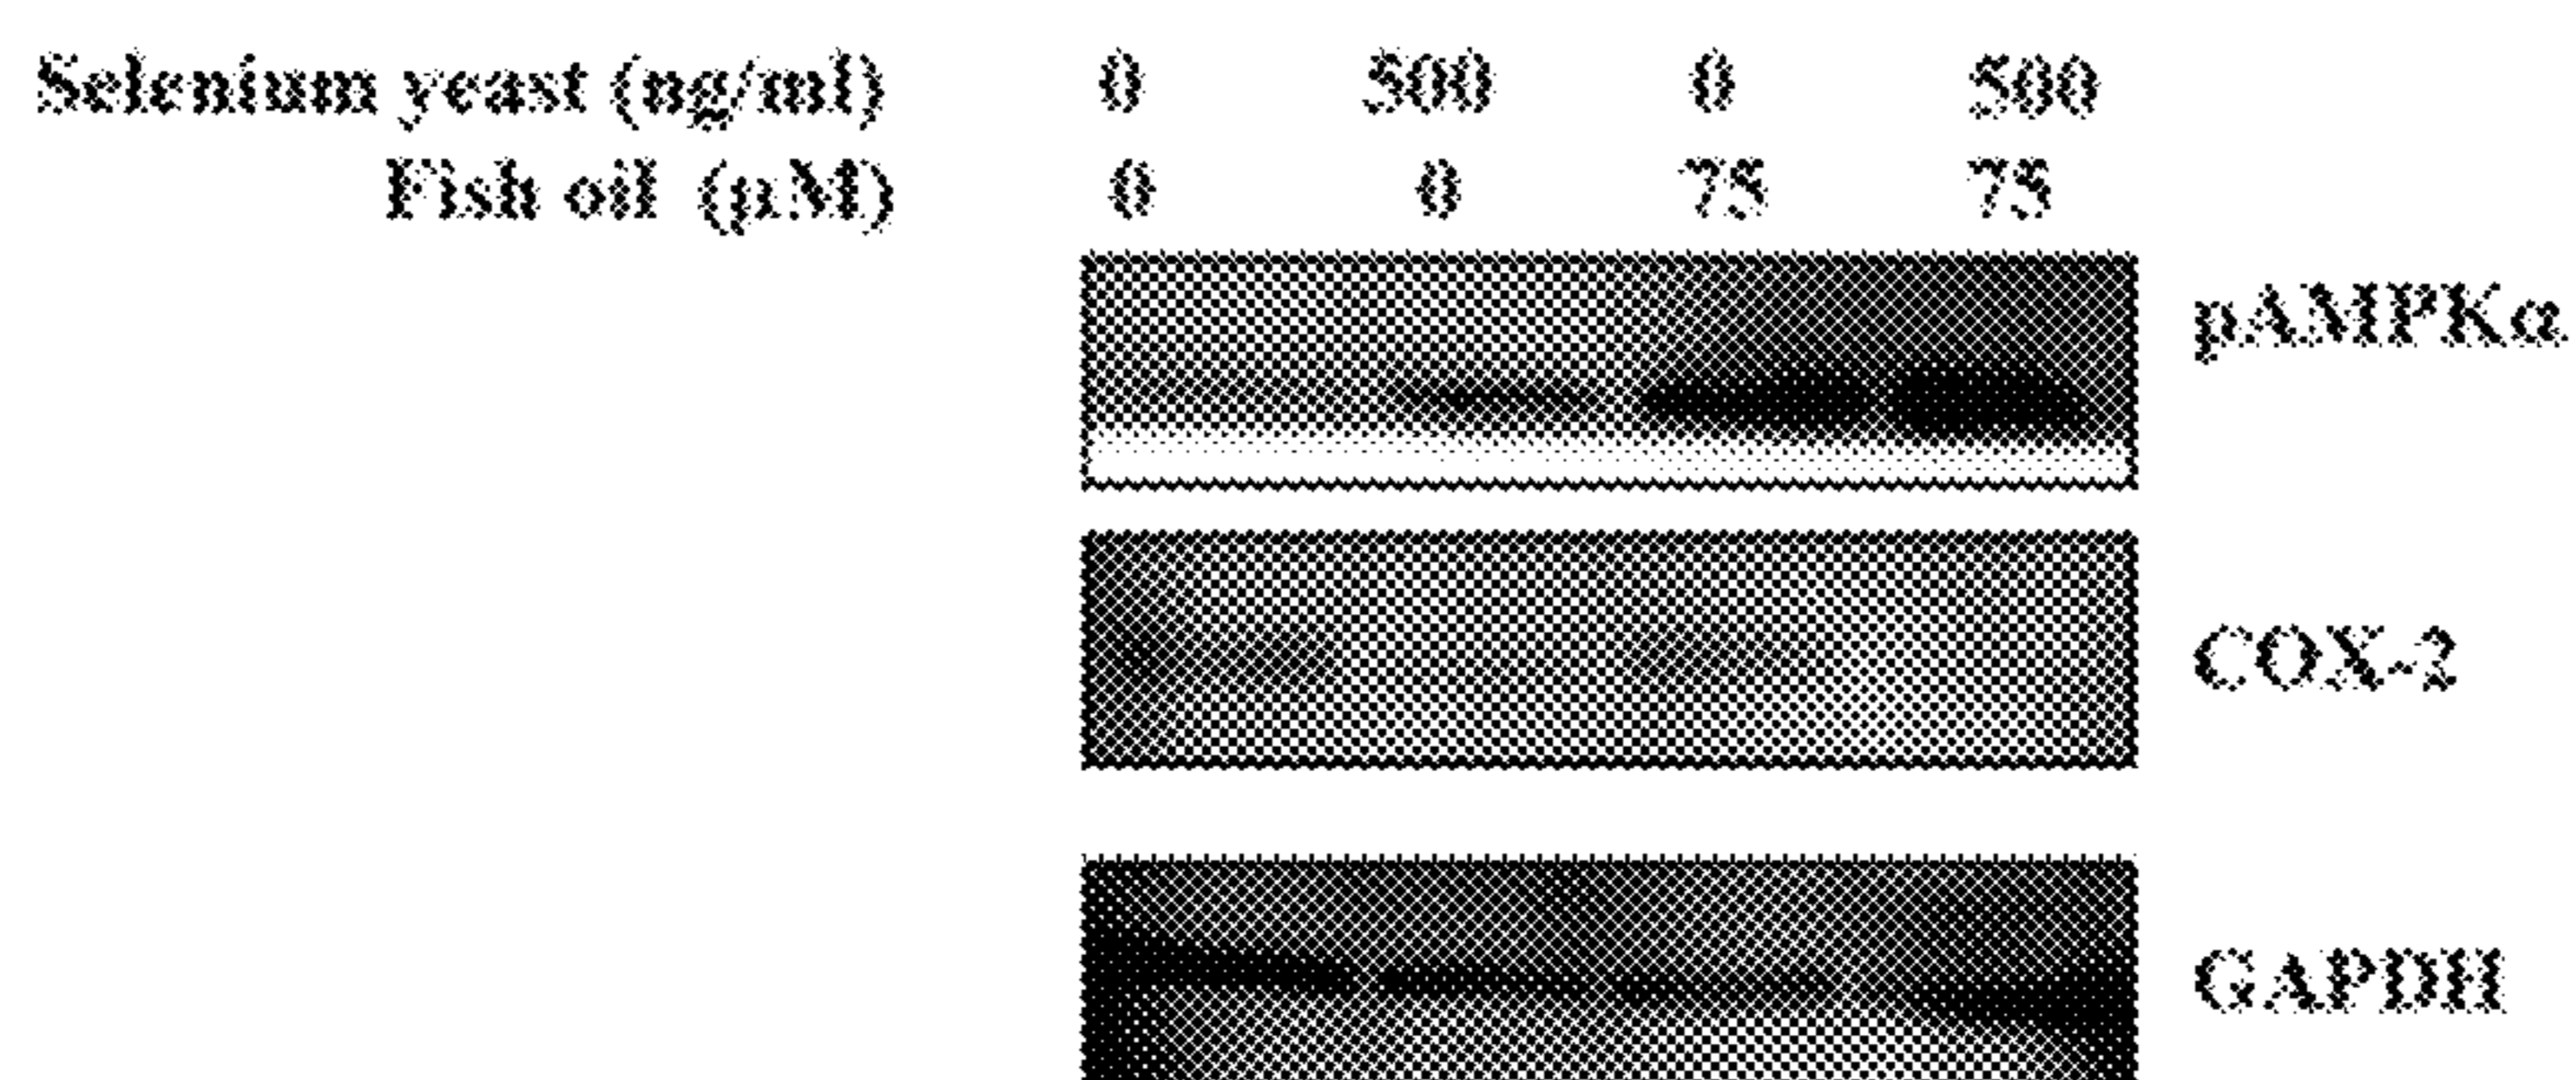 Selenium yeast (ng/ml) 0 500 0 500
Fish oil (µM) 0 0 75 75
pAMPKα
COX-2
GAPDH